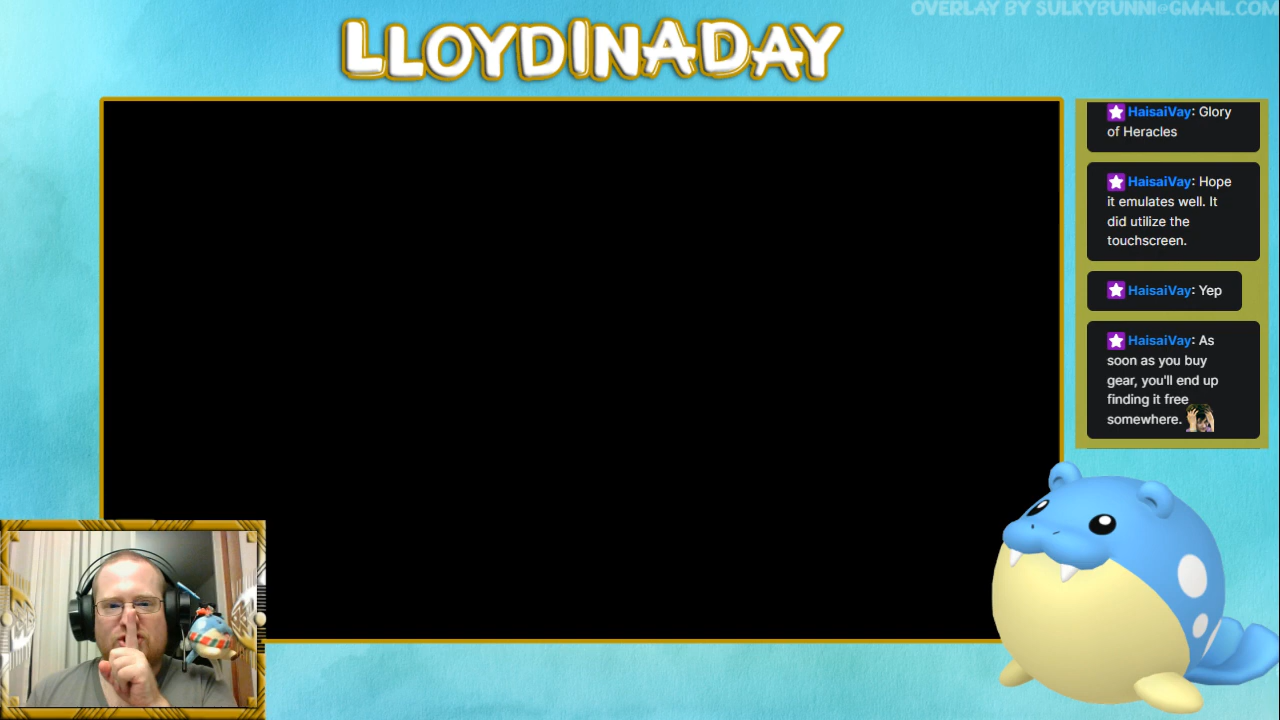 OVERLAY BY SULKYBUNNI@GMAIL.COM
LLOYDINADAY
HaisaiVay: Glory
of Heracles
HaisaiVay: Hope
it emulates well. It
did utilize the
touchscreen.
HaisaiVay: Yep
HaisaiVay: As
soon as you buy
gear, you'll end up
finding it free
somewhere.